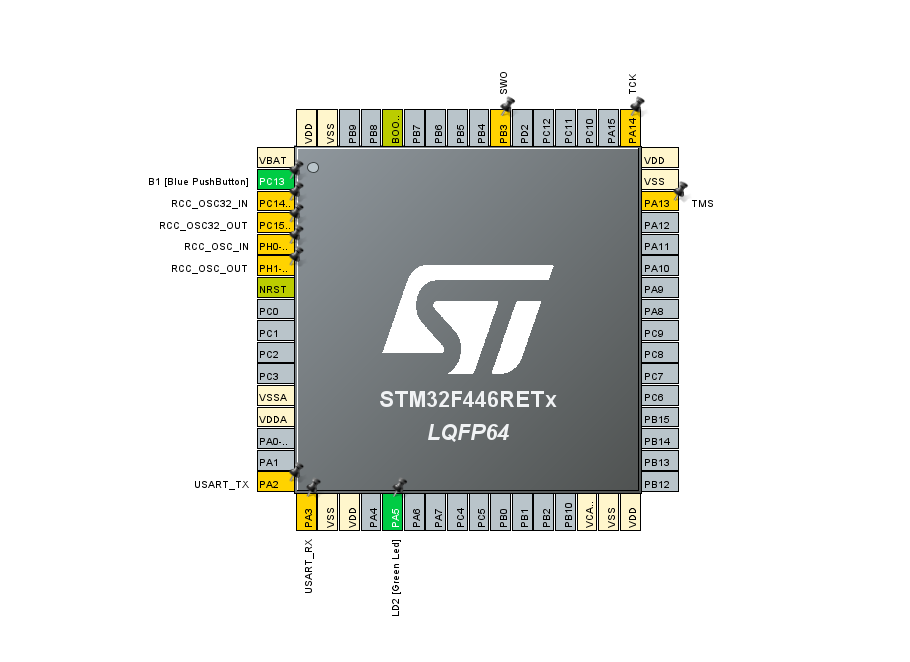 SWO
TCK
VDD
VSS
PB9
PB8
BOO..
PB7
PB6
PB5
PB4
PB3
PD2
PC12
PC11
PC10
PA15
PA14
VBAT
B1 [Blue PushButton] PC13
RCC_OSC32_IN PC14..
RCC_OSC32_OUT PC15..
RCC_OSC_IN PH0-..
RCC_OSC_OUT PH1-..
NRST
PC0
PC1
PC2
PC3
VSSA
VDDA
PA0-..
PA1
USART_TX PA2
ST
STM32F446RETx
LQFP64
VDD
VSS
PA13 TMS
PA12
PA11
PA10
PA9
PA8
PC9
PC8
PC7
PC6
PB15
PB14
PB13
PB12
PA3
VSS
VDD
PA4
PA5
PA6
PA7
PC4
PC5
PB0
PB1
PB2
PB10
VCA..
VSS
VDD
USART_RX
LD2 [Green Led]